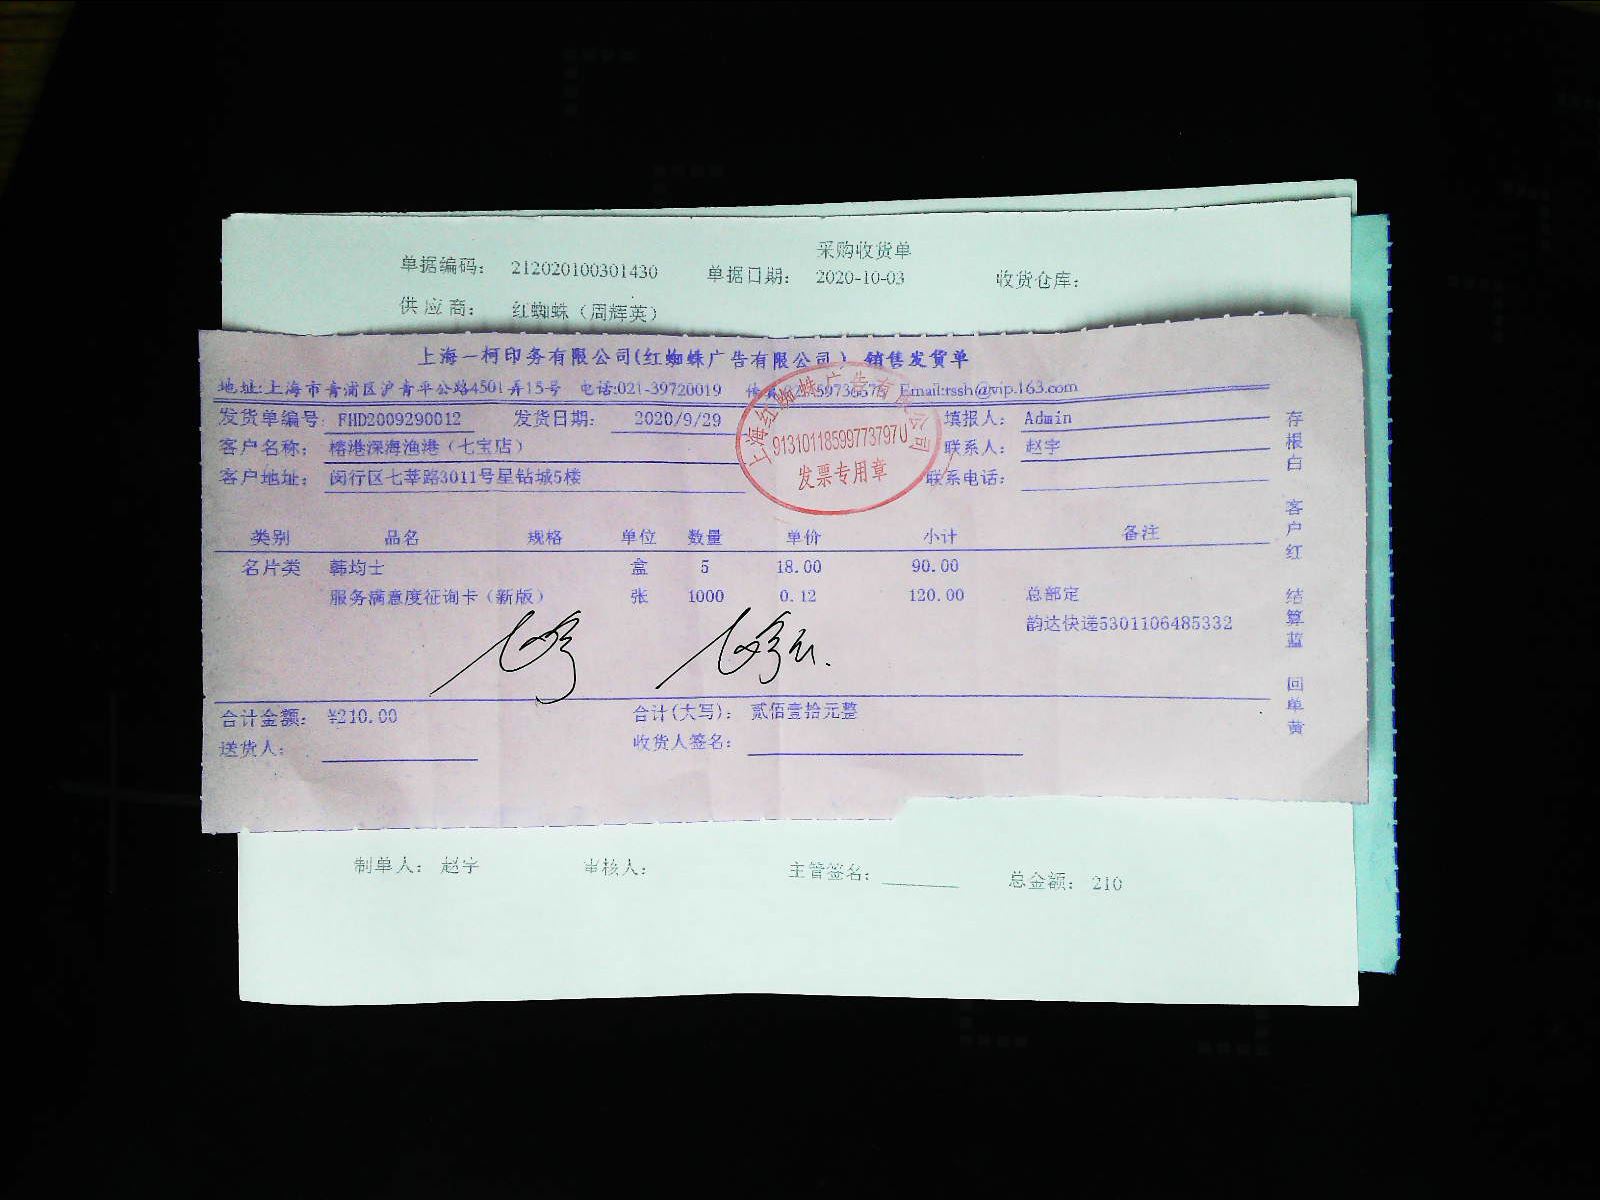 采购收货单
单据编码： 212020100301430 单据日期： 2020-10-03 收货仓库：
供应商： 红蜘蛛（周辉英）
上海一柯印务有限公司(红蜘蛛广告有限公司) 销售发货单
地址:上海市青浦区沪青平公路4501弄15号 电话:021-39720019 Email:rssh@vip.163.com
发货单编号: FHD2009290012 发货日期: 2020/9/29 填报人： Admin
客户名称： 榕港深海渔港（七宝店） 联系人： 赵宇
客户地址： 闵行区七莘路3011号星钻城5楼 联系电话：
上海红蜘蛛广告有限公司
91310118599773797U
发票专用章
类别 品名 规格 单位 数量 单价 小计 备注
名片类 韩均士 盒 5 18.00 90.00
服务满意度征询卡（新版） 张 1000 0.12 120.00 总部定
韵达快递5301106485332
合计金额： ¥210.00 合计(大写)： 贰佰壹拾元整
送货人： 收货人签名：
存根白 客户红 结算蓝 回单黄
制单人： 赵宇 审核人： 主管签名： 总金额： 210